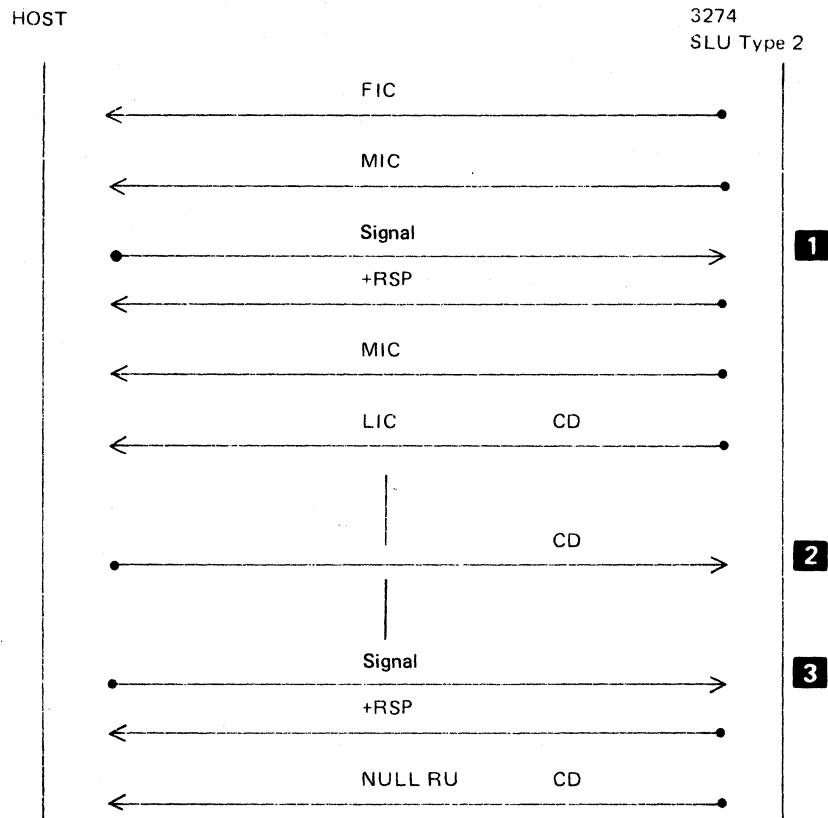 HOST
3274
SLU Type 2
FIC
MIC
Signal
1
+RSP
MIC
LIC CD
CD
2
Signal
3
+RSP
NULL RU CD